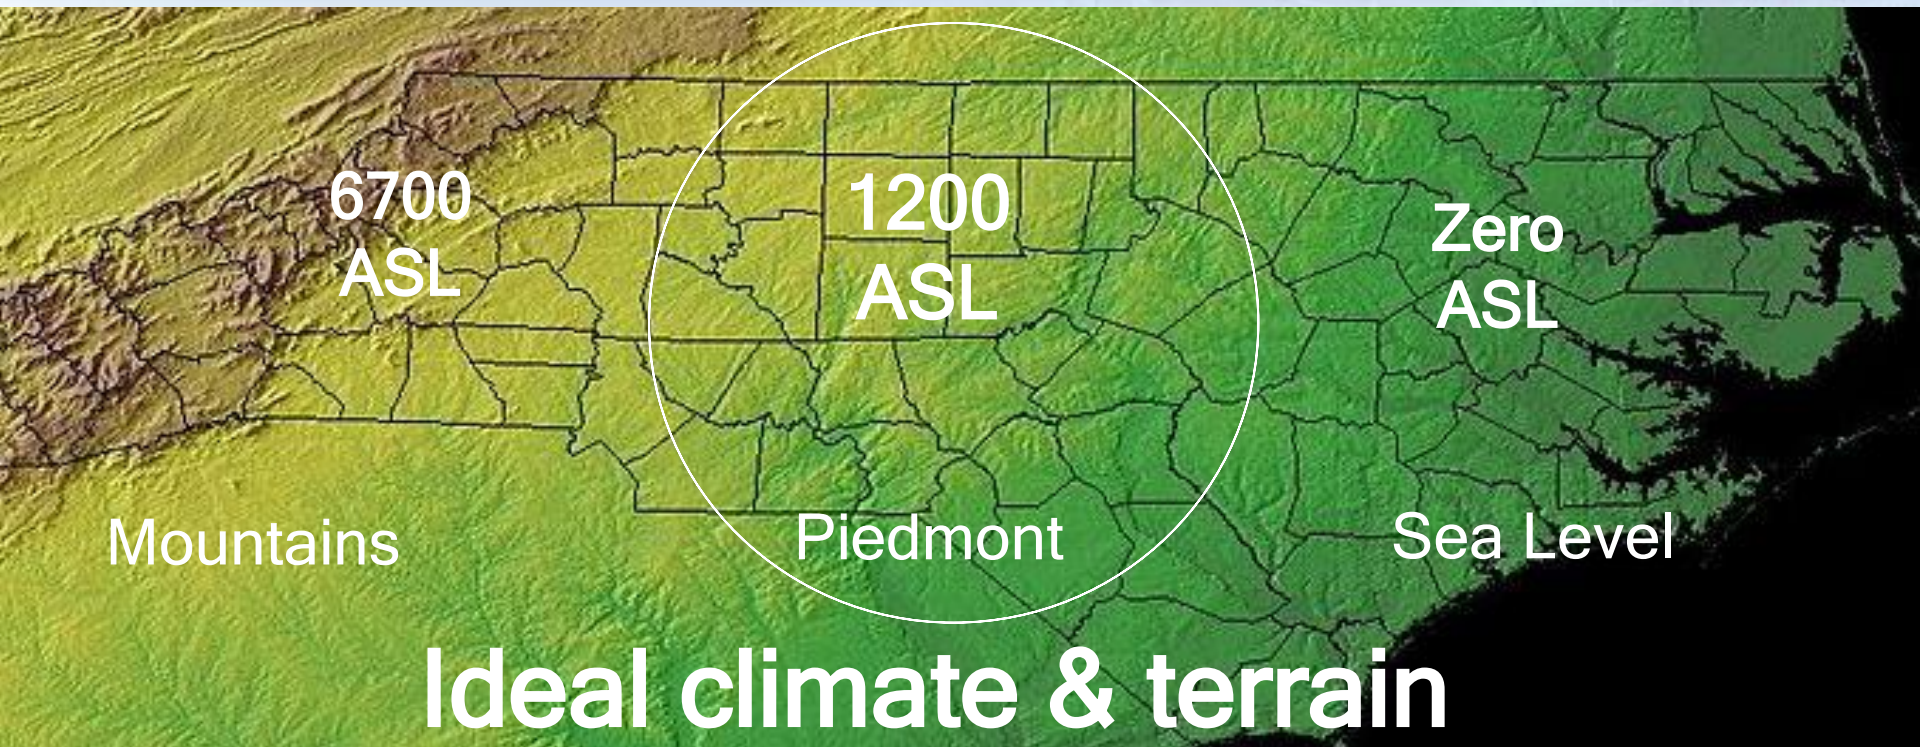 6700
ASL
1200
ASL
Zero
ASL
Mountains
Piedmont
Sea Level
Ideal climate & terrain